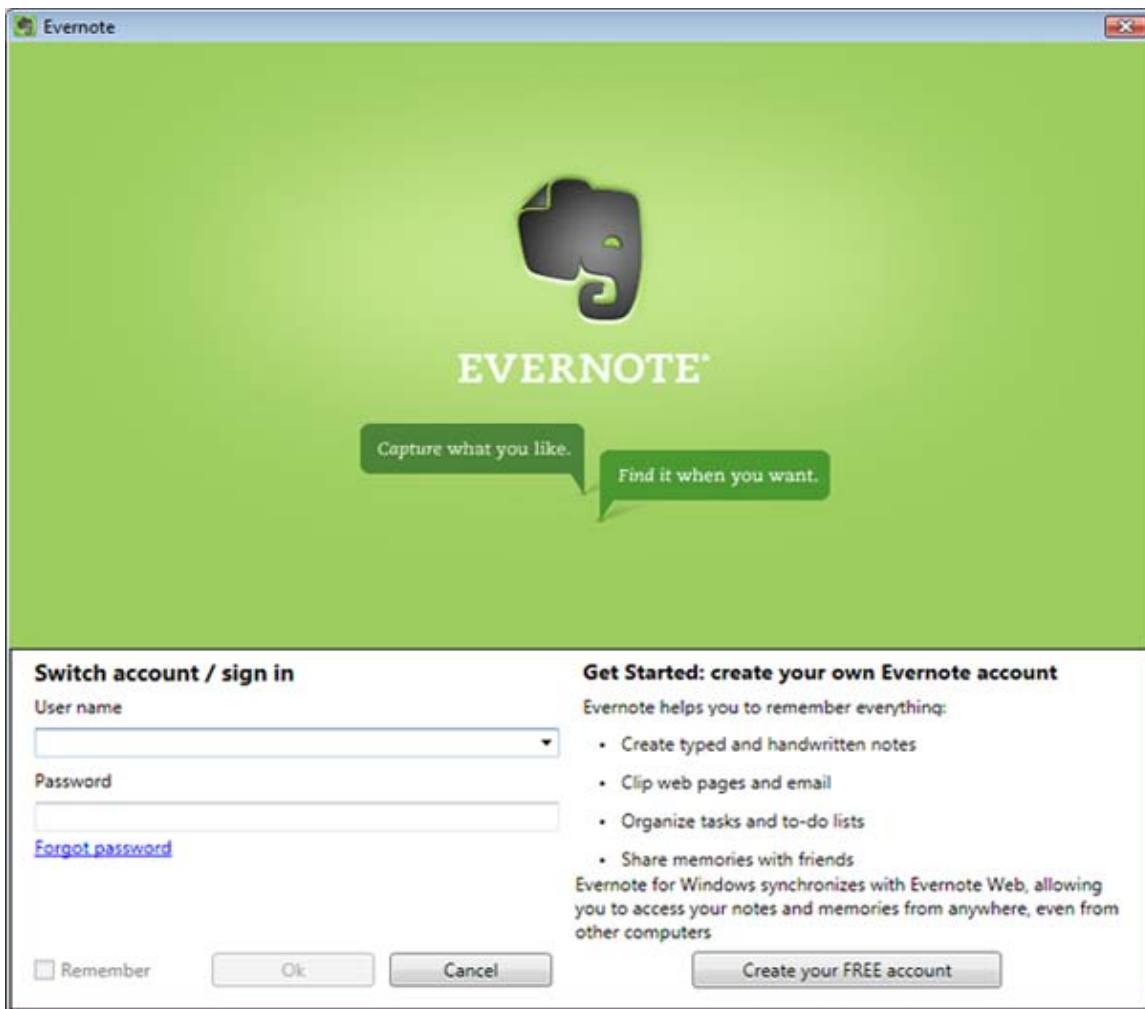 Evernote
EVERNOTE®
Capture what you like.
Find it when you want.
Switch account / sign in
User name
Password
Forgot password
Remember
Ok
Cancel
Get Started: create your own Evernote account
Evernote helps you to remember everything:
• Create typed and handwritten notes
• Clip web pages and email
• Organize tasks and to-do lists
• Share memories with friends
Evernote for Windows synchronizes with Evernote Web, allowing
you to access your notes and memories from anywhere, even from
other computers
Create your FREE account